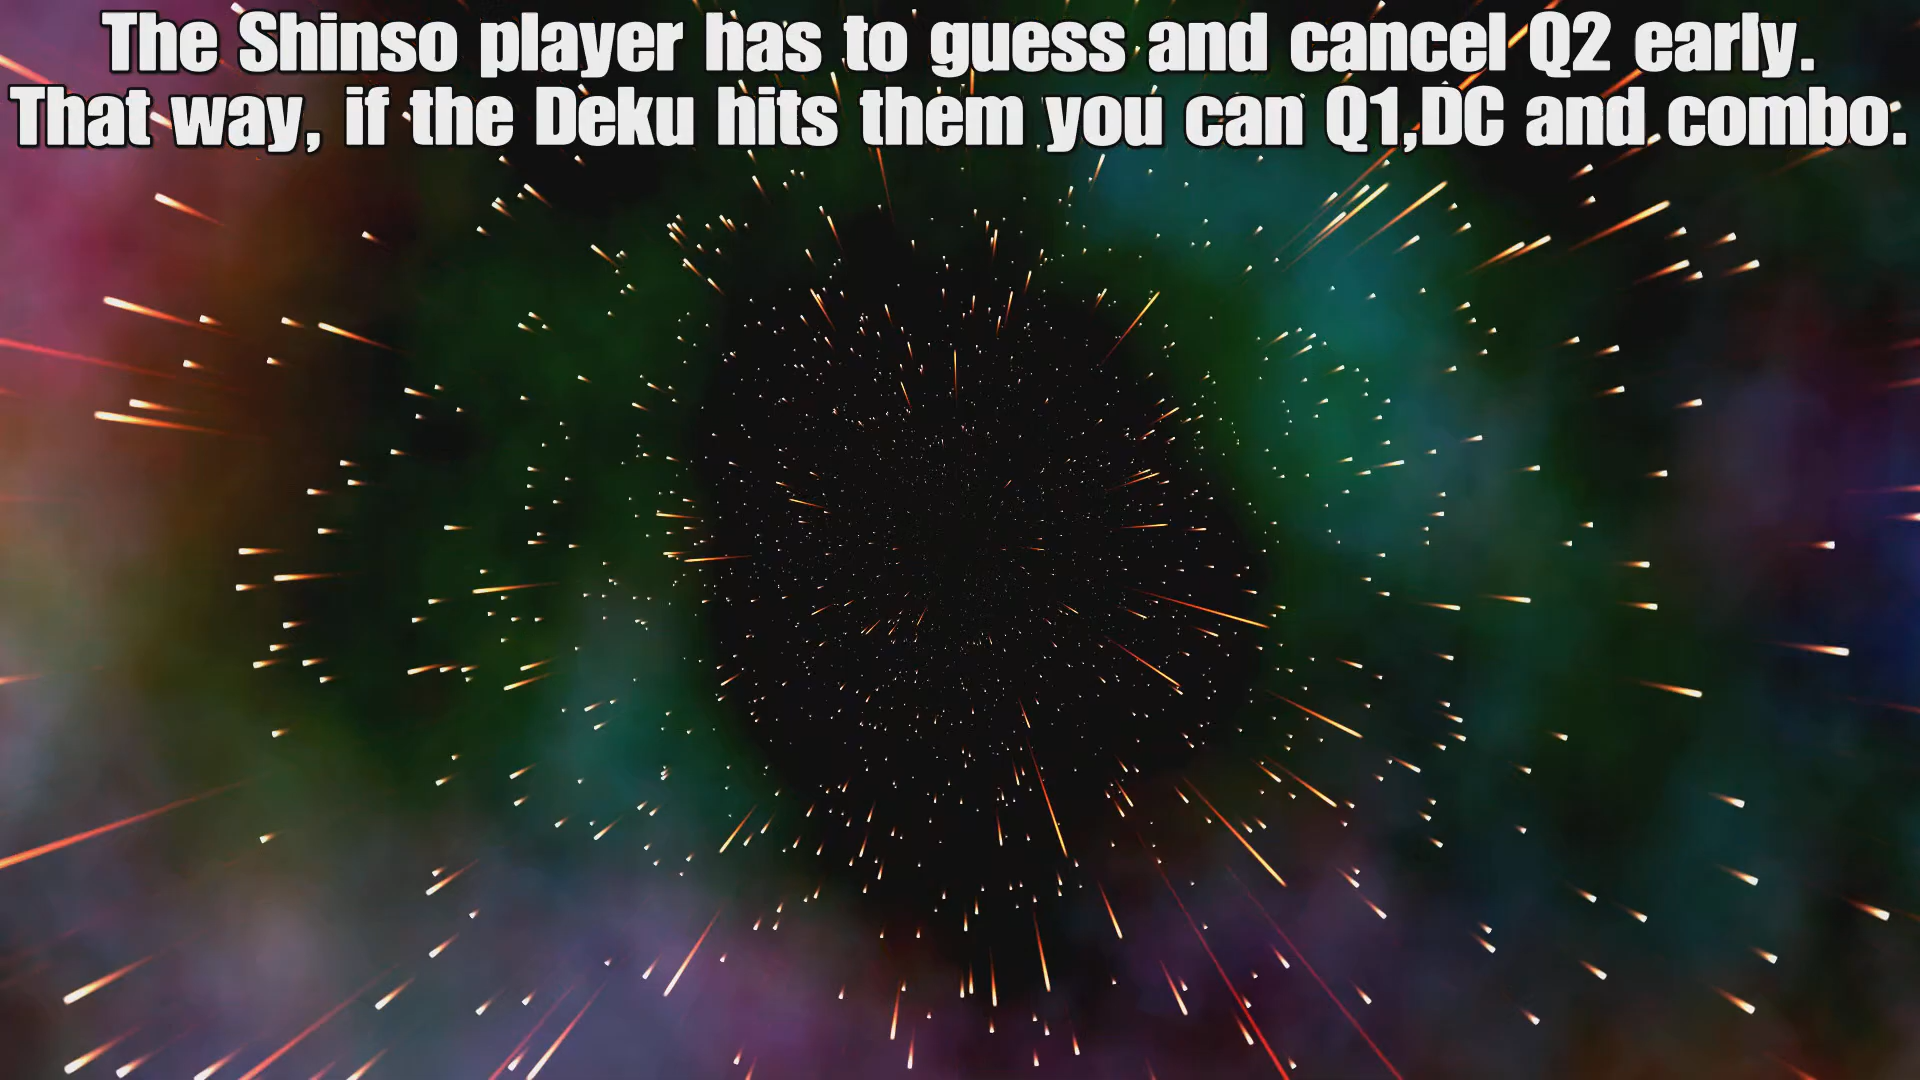 The Shinso player has to guess and cancel Q2 early.
That way, if the Deku hits them you can Q1,DC and combo.